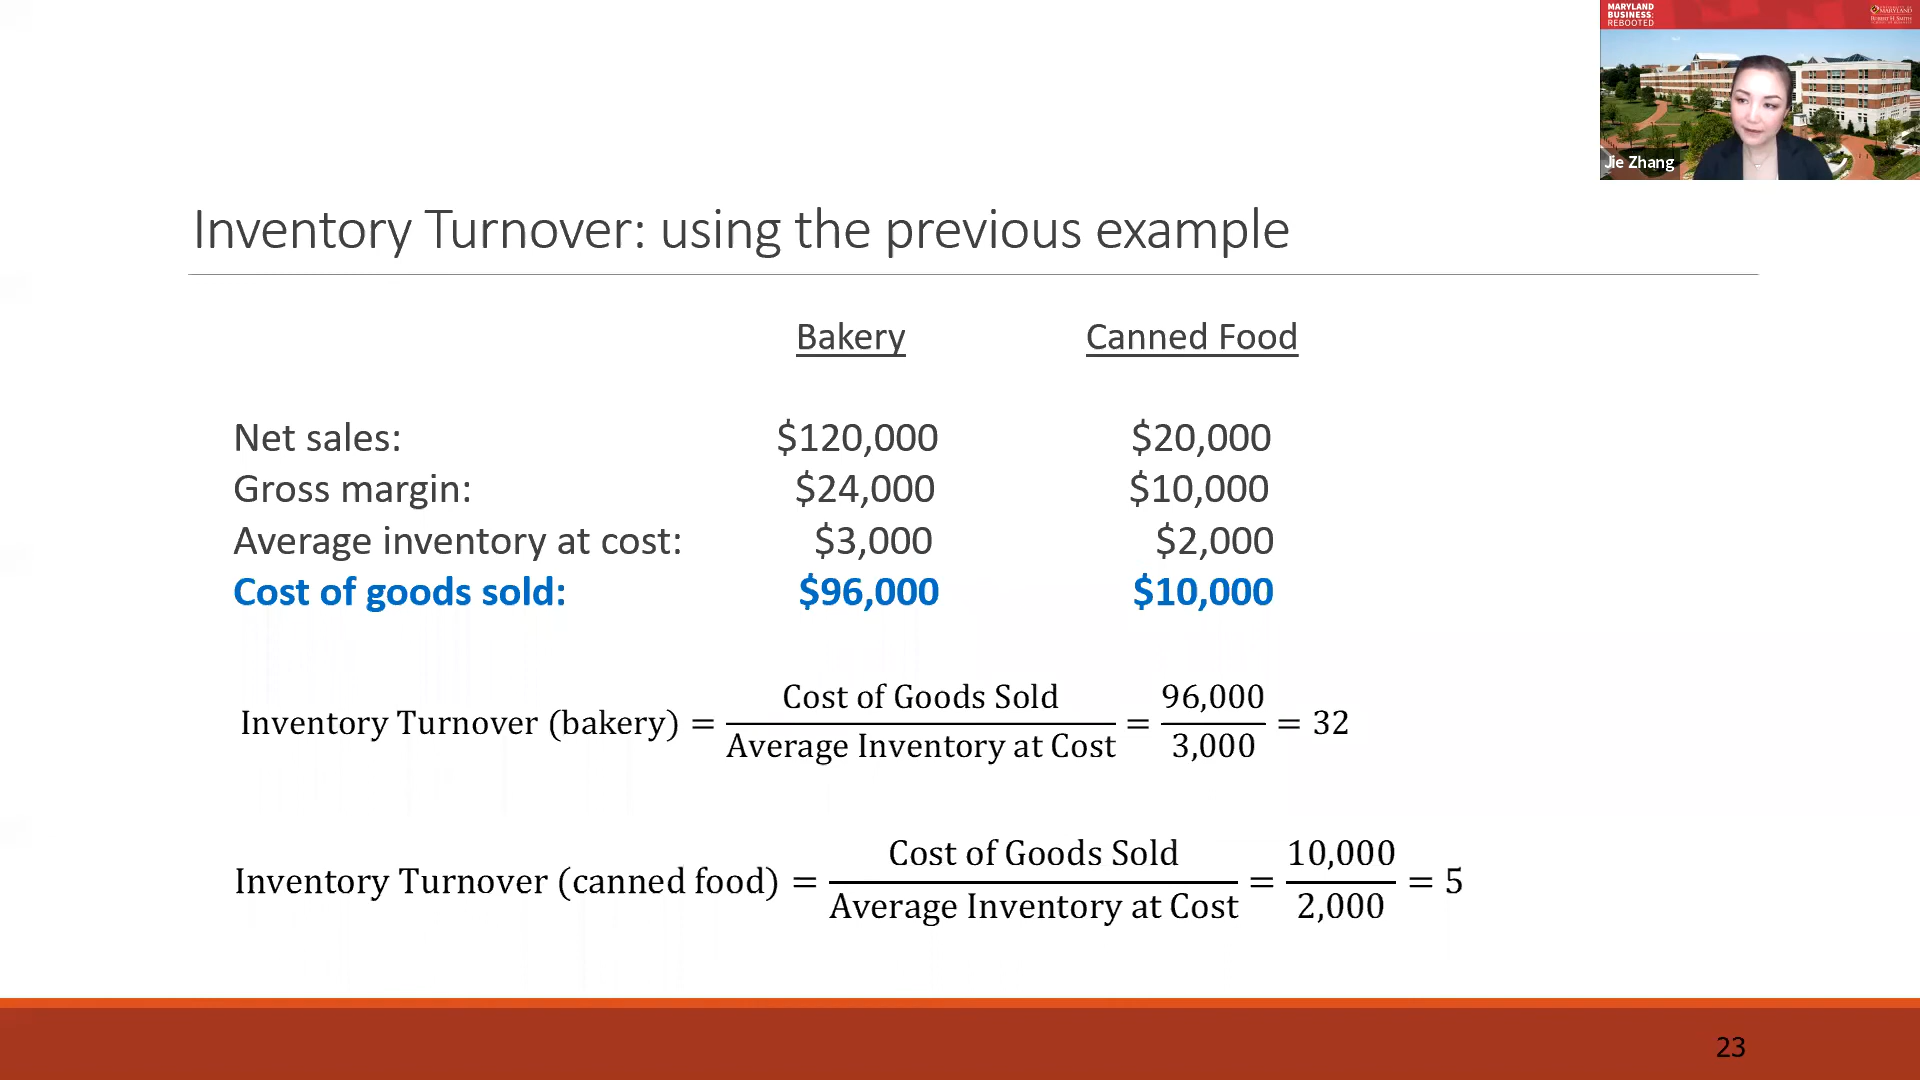 MARYLAND
BUSINESS:
REBOOTED
Jie Zhang
Inventory Turnover: using the previous example
Bakery Canned Food
Net sales: $120,000 $20,000
Gross margin: $24,000 $10,000
Average inventory at cost: $3,000 $2,000
Cost of goods sold: $96,000 $10,000
Inventory Turnover (bakery) = Cost of Goods Sold / Average Inventory at Cost = 96,000 / 3,000 = 32
Inventory Turnover (canned food) = Cost of Goods Sold / Average Inventory at Cost = 10,000 / 2,000 = 5
23